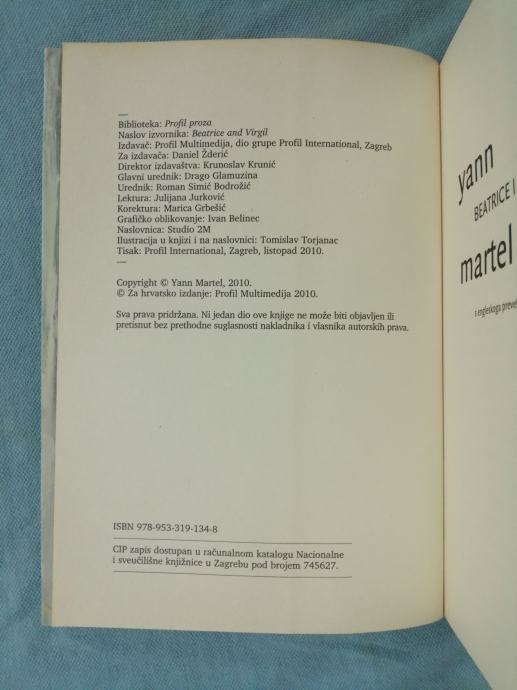 Biblioteka: Profil proza
Naslov izvornika: Beatrice and Virgil
Izdavač: Profil Multimedija, dio grupe Profil International, Zagreb
Za izdavača: Daniel Žderić
Direktor izdavaštva: Krunoslav Krunić
Glavni urednik: Drago Glamuzina
Urednik: Roman Simić Bodrožić
Lektura: Julijana Jurković
Korektura: Marica Grbešić
Grafičko oblikovanje: Ivan Belinec
Naslovnica: Studio 2M
Ilustracija u knjizi i na naslovnici: Tomislav Torjanac
Tisak: Profil International, Zagreb, listopad 2010.
Copyright © Yann Martel, 2010.
© Za hrvatsko izdanje: Profil Multimedija 2010.
Sva prava pridržana. Ni jedan dio ove knjige ne može biti objavljen ili
pretisnut bez prethodne suglasnosti nakladnika i vlasnika autorskih prava.
ISBN 978-953-319-134-8
CIP zapis dostupan u računalnom katalogu Nacionalne
i sveučilišne knjižnice u Zagrebu pod brojem 745627.
yann
BEATRICE I
martel
s engleskoga